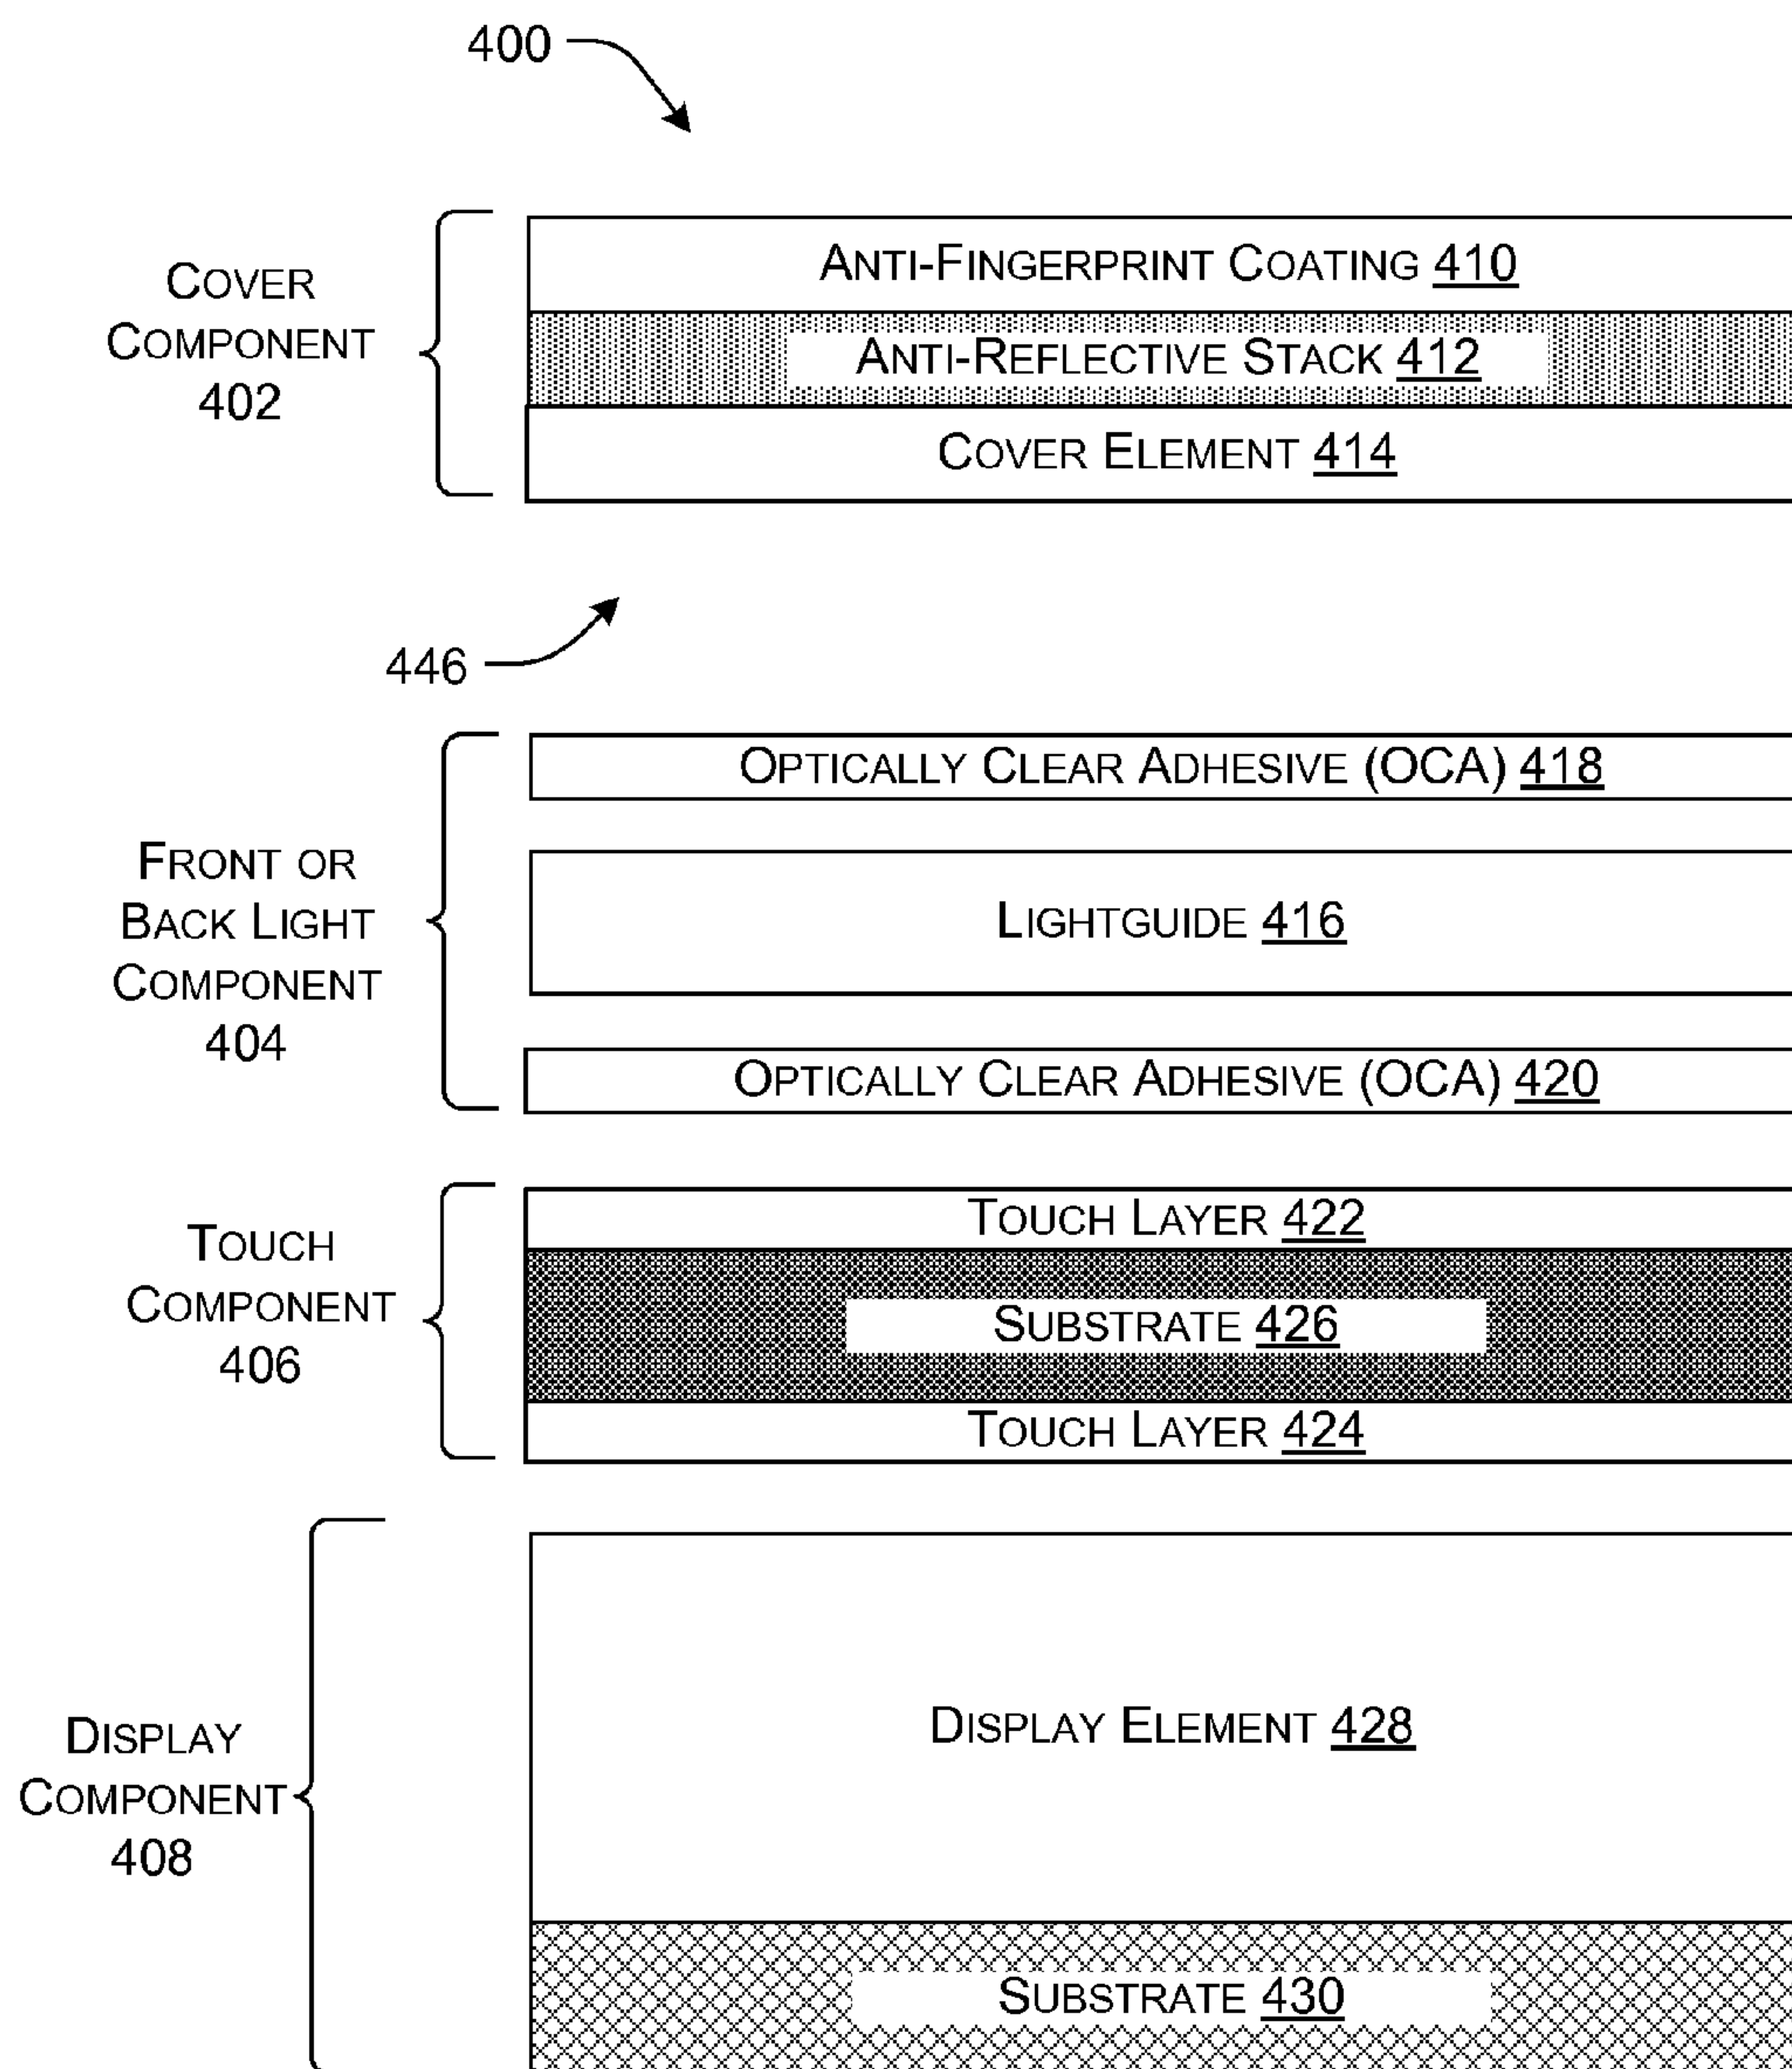 400
Cover
Component
402
Anti-Fingerprint Coating 410
Anti-Reflective Stack 412
Cover Element 414
446
Front or
Back Light
Component
404
Optically Clear Adhesive (OCA) 418
Lightguide 416
Optically Clear Adhesive (OCA) 420
Touch
Component
406
Touch Layer 422
Substrate 426
Touch Layer 424
Display
Component
408
Display Element 428
Substrate 430